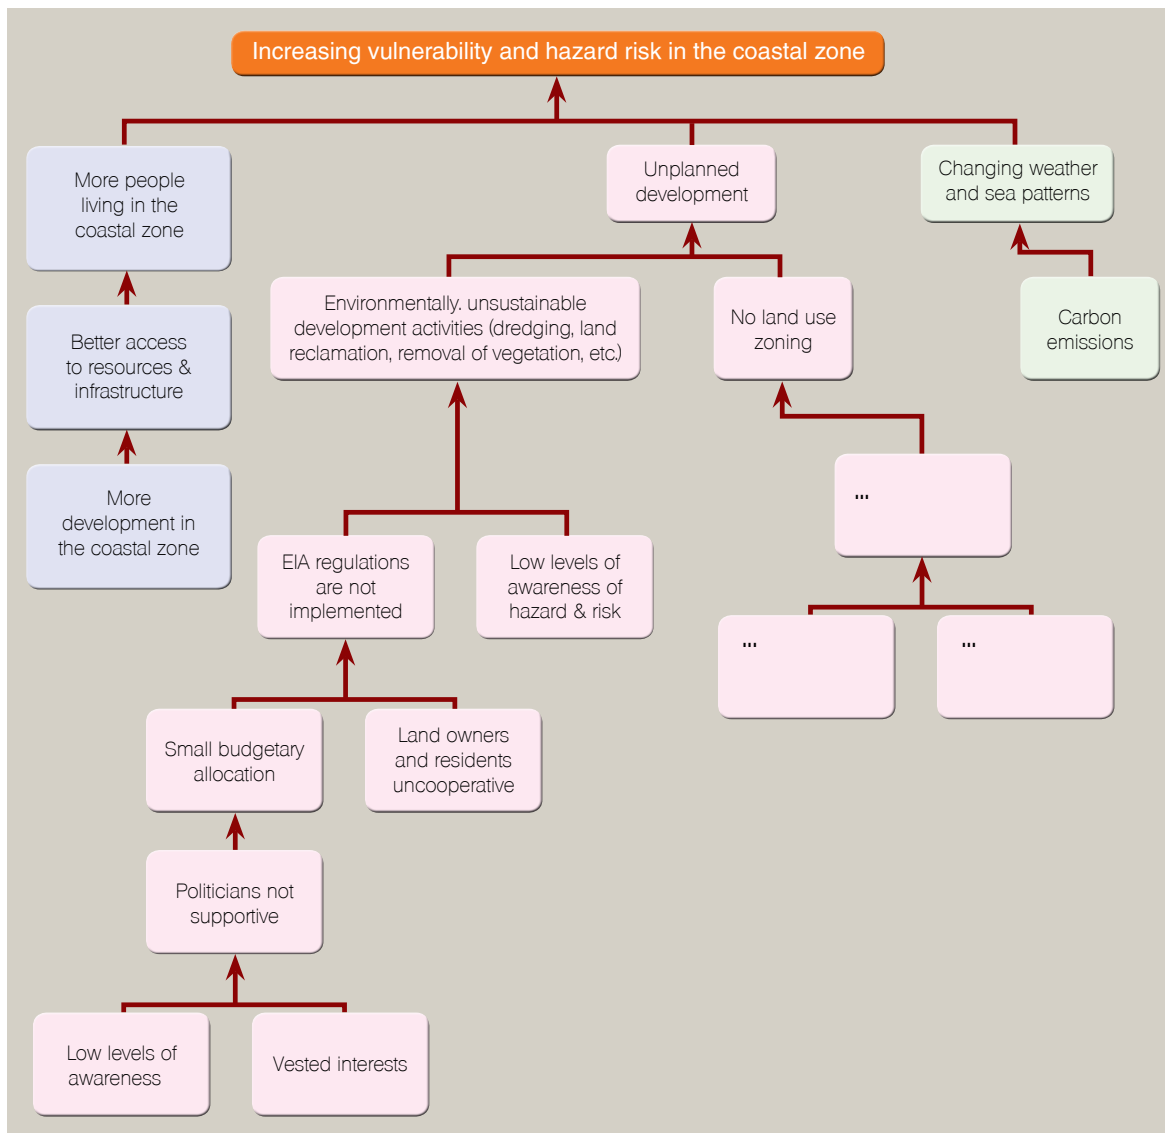 Increasing vulnerability and hazard risk in the coastal zone
More people
living in the
coastal zone
Unplanned
development
Changing weather
and sea patterns
Better access
to resources &
infrastructure
Environmentally. unsustainable
development activities (dredging, land
reclamation, removal of vegetation, etc.)
No land use
zoning
Carbon
emissions
More
development in
the coastal zone
...
EIA regulations
are not
implemented
Low levels of
awareness of
hazard & risk
...
...
Small budgetary
allocation
Land owners
and residents
uncooperative
Politicians not
supportive
Low levels of
awareness
Vested interests